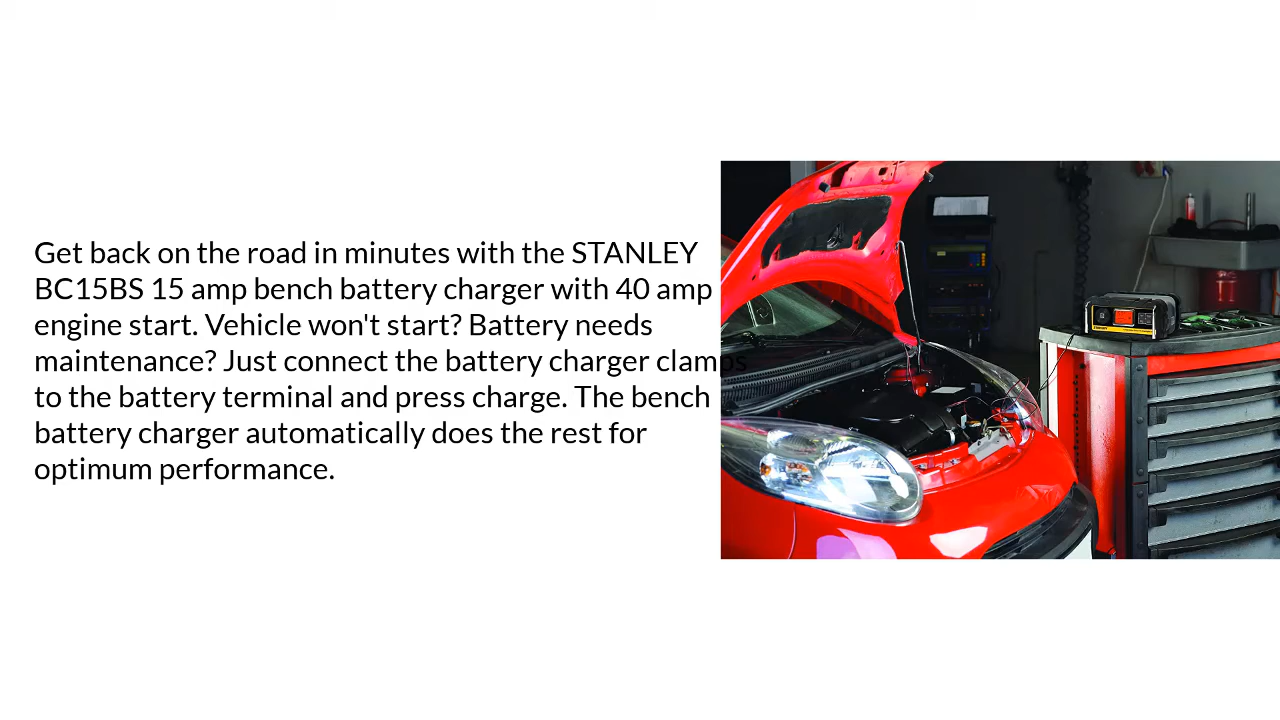 Get back on the road in minutes with the STANLEY
BC15BS 15 amp bench battery charger with 40 amp
engine start. Vehicle won't start? Battery needs
maintenance? Just connect the battery charger clamps
to the battery terminal and press charge. The bench
battery charger automatically does the rest for
optimum performance.